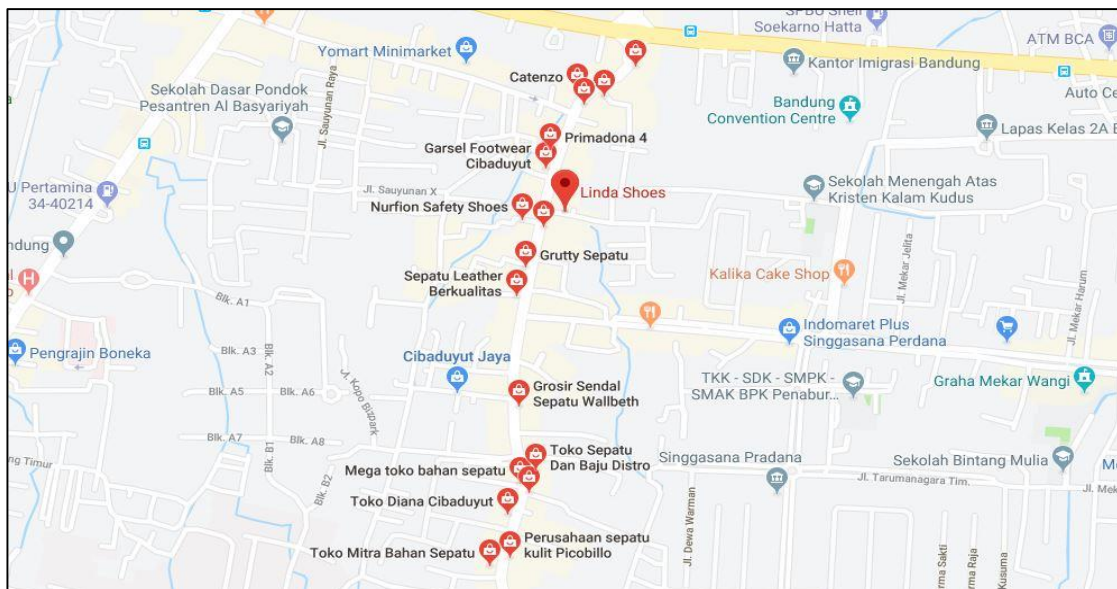 SPBU Shell
Soekarno Hatta
ATM BCA
Yomart Minimarket
Kantor Imigrasi Bandung
Catenzo
Auto Ce
Sekolah Dasar Pondok
Pesantren Al Basyariyah
Jl. Sauyunan Raya
Bandung
Convention Centre
Lapas Kelas 2A B
Primadona 4
Garsel Footwear
Cibaduyut
U Pertamina
34-40214
Jl. Sauyunan X
Linda Shoes
Sekolah Menengah Atas
Kristen Kalam Kudus
Nurfion Safety Shoes
ndung
Grutty Sepatu
Jl. Mekar Jelita
Kalika Cake Shop
Sepatu Leather
Berkualitas
Jl. Mekar Harum
Blk. A1
Indomaret Plus
Singgasana Perdana
Pengrajin Boneka
Blk. A3
Blk. A2
Cibaduyut Jaya
Jl. Kopo Bizpark
TKK - SDK - SMPK -
SMAK BPK Penabur...
Graha Mekar Wangi
Blk. A5
Blk. A6
Grosir Sendal
Sepatu Wallbeth
Blk. A7
Blk. A8
Blk. B1
Blk. B2
Toko Sepatu
Dan Baju Distro
ng Timur
Mega toko bahan sepatu
Singgasana Pradana
Sekolah Bintang Mulia
Jl. Tarumanagara Tim.
Jl. Mek
Toko Diana Cibaduyut
Jl. Dewa Warman
Perusahaan sepatu
kulit Picobillo
Toko Mitra Bahan Sepatu
rma Sakti
rma Raja
Kusuma